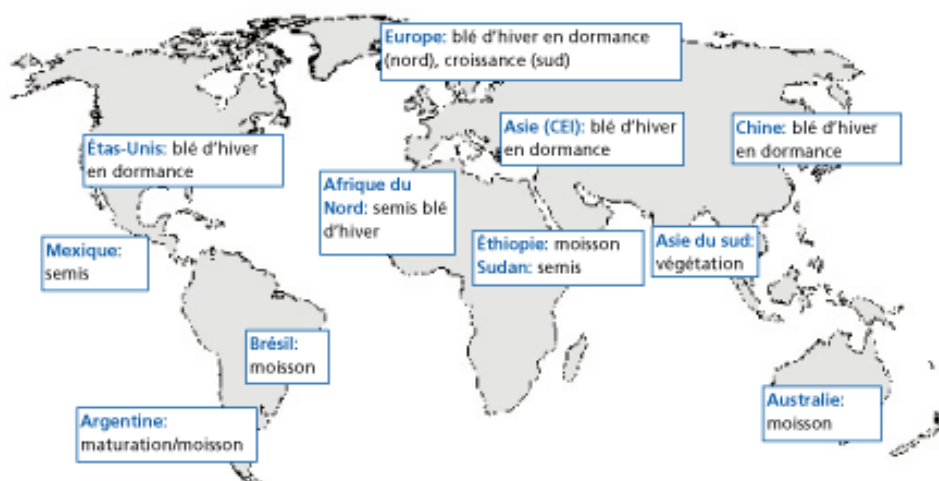 Europe: blé d'hiver en dormance
(nord), croissance (sud)
Asie (CEI): blé d'hiver
en dormance
Chine: blé d'hiver
en dormance
Étas-Unis: blé d'hiver
en dormance
Afrique du
Nord: semis blé
d'hiver
Mexique:
semis
Éthiopie: moisson
Sudan: semis
Asie du sud:
végétation
Brésil:
moisson
Argentine:
maturation/moisson
Australie:
moisson